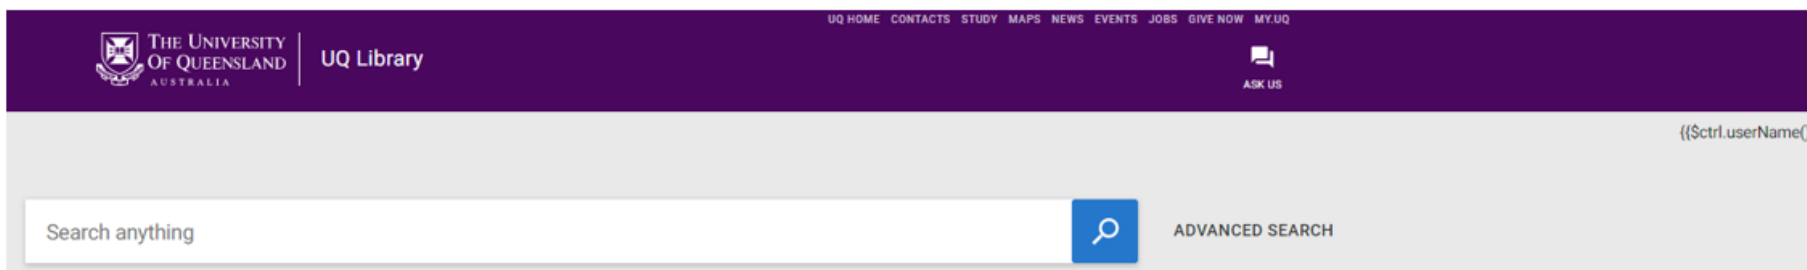 UQ HOME CONTACTS STUDY MAPS NEWS EVENTS JOBS GIVE NOW MY.UQ
THE UNIVERSITY
OF QUEENSLAND
AUSTRALIA
UQ Library
ASK US
{{$ctrl.userName()
Search anything
ADVANCED SEARCH